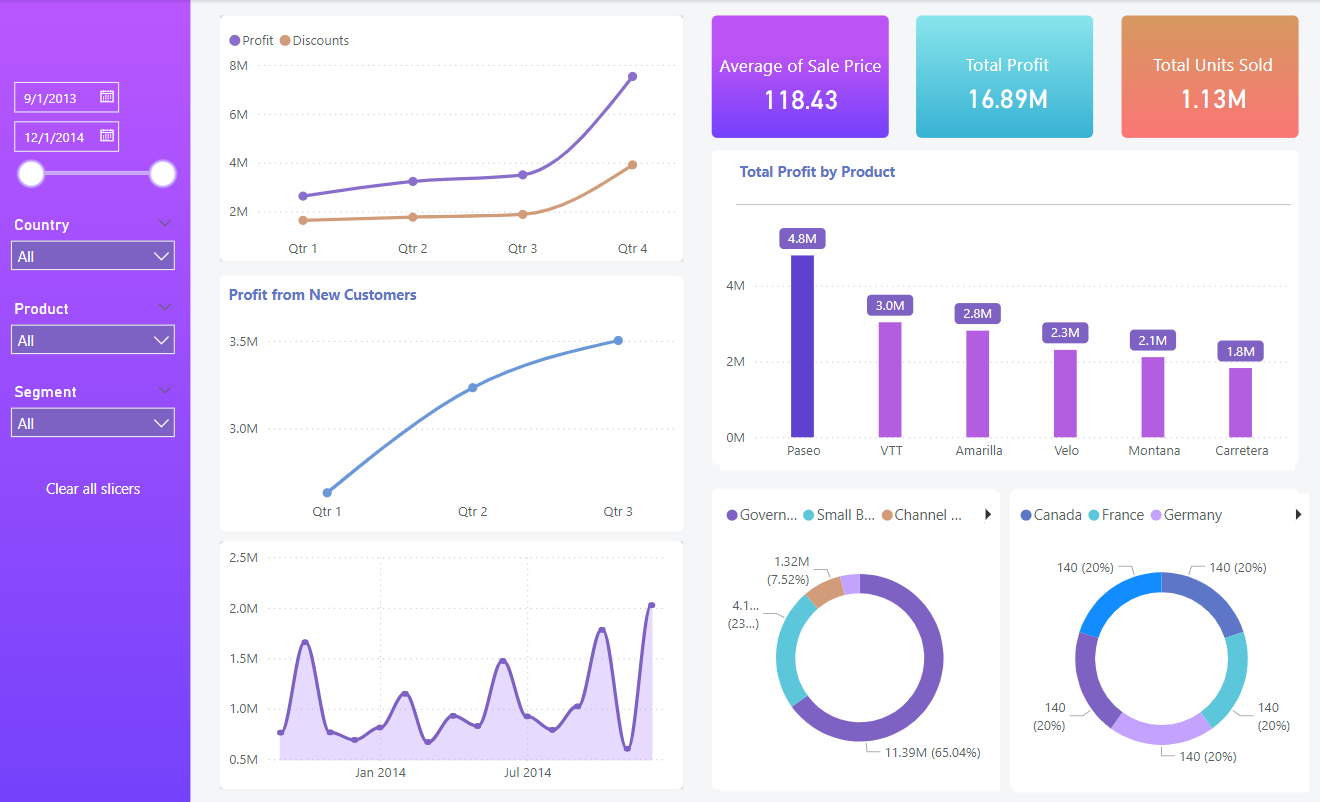 9/1/2013
12/1/2014
Country
All
Product
All
Segment
All
Clear all slicers
Profit Discounts
8M
6M
4M
2M
Qtr 1 Qtr 2 Qtr 3 Qtr 4
Profit from New Customers
3.5M
3.0M
Qtr 1 Qtr 2 Qtr 3
2.5M
2.0M
1.5M
1.0M
0.5M
Jan 2014 Jul 2014
Average of Sale Price
118.43
Total Profit
16.89M
Total Units Sold
1.13M
Total Profit by Product
4M
2M
0M
4.8M
3.0M
2.8M
2.3M
2.1M
1.8M
Paseo VTT Amarilla Velo Montana Carretera
Govern... Small B... Channel ...
1.32M
(7.52%)
4.1...
(23...)
11.39M (65.04%)
Canada France Germany
140 (20%) 140 (20%)
140
(20%)
140
(20%)
140 (20%)